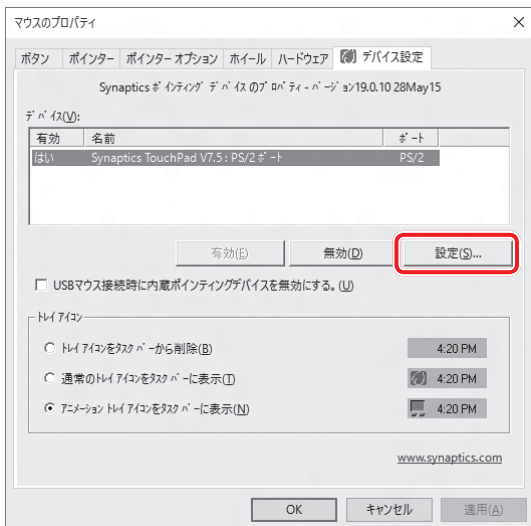 マウスのプロパティ
ボタン ポインター ポインター オプション ホイール ハードウェア デバイス設定
Synaptics ﾎﾟｲﾝﾃｨﾝｸﾞ ﾃﾞﾊﾞｲｽ のﾌﾟﾛﾊﾟﾃｨ - ﾊﾞｰｼﾞｮﾝ19.0.10 28May15
ﾃﾞﾊﾞｲｽ(V):
有効 名前 ﾎﾟｰﾄ
はい Synaptics TouchPad V7.5 : PS/2 ﾎﾟｰﾄ PS/2
有効(E) 無効(D) 設定(S)...
USBマウス接続時に内蔵ポインティングデバイスを無効にする。(U)
ﾄﾚｲ ｱｲｺﾝ
ﾄﾚｲ ｱｲｺﾝをﾀｽｸ ﾊﾞｰから削除(B) 4:20 PM
通常のﾄﾚｲ ｱｲｺﾝをﾀｽｸ ﾊﾞｰに表示(T) 4:20 PM
ｱﾆﾒｰｼｮﾝ ﾄﾚｲ ｱｲｺﾝをﾀｽｸ ﾊﾞｰに表示(N) 4:20 PM
www.synaptics.com
OK キャンセル 適用(A)